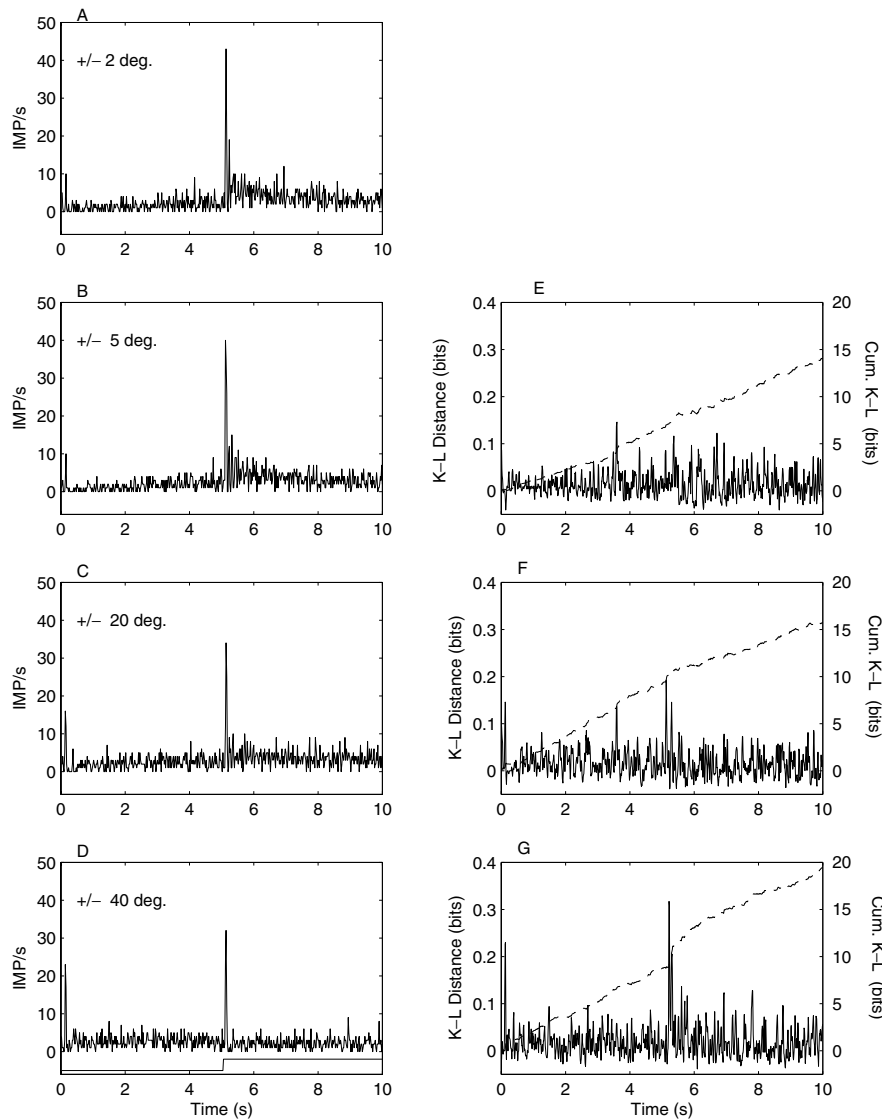 A
50
40
30
20
10
0
IMP/s
+/− 2 deg.
0 2 4 6 8 10
Time (s)
B
50
40
30
20
10
0
IMP/s
+/− 5 deg.
0 2 4 6 8 10
E
0.4
0.3
0.2
0.1
0
K−L Distance (bits)
20
15
10
5
0
Cum. K−L (bits)
0 2 4 6 8 10
C
50
40
30
20
10
0
IMP/s
+/− 20 deg.
0 2 4 6 8 10
F
0.4
0.3
0.2
0.1
0
K−L Distance (bits)
20
15
10
5
0
Cum. K−L (bits)
0 2 4 6 8 10
D
50
40
30
20
10
0
IMP/s
+/− 40 deg.
0 2 4 6 8 10
Time (s)
G
0.4
0.3
0.2
0.1
0
K−L Distance (bits)
20
15
10
5
0
Cum. K−L (bits)
0 2 4 6 8 10
Time (s)